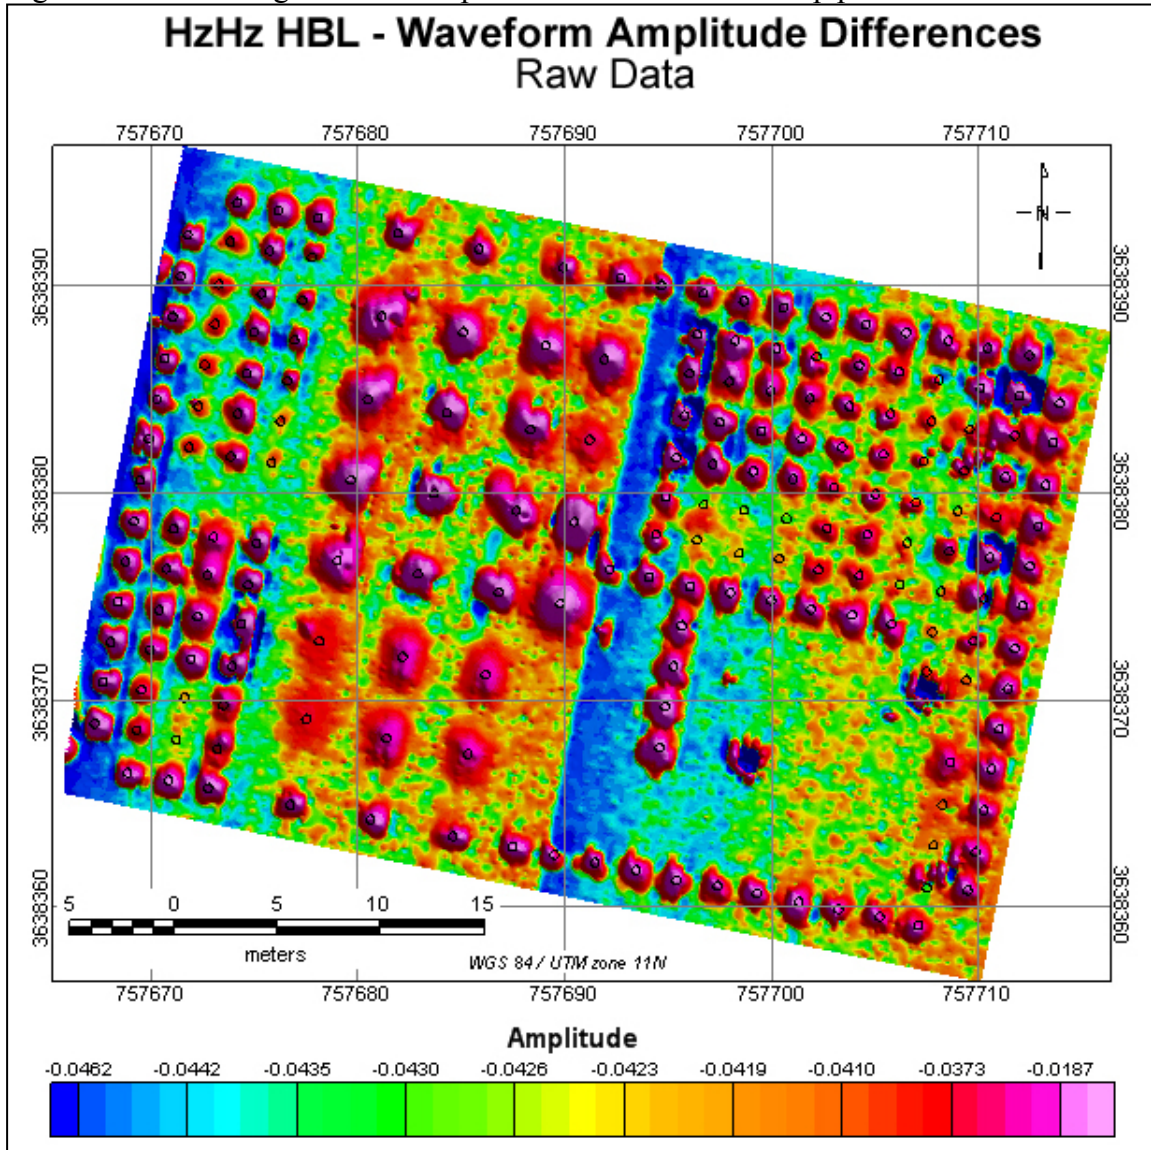 HzHz HBL - Waveform Amplitude Differences
Raw Data
757670 757680 757690 757700 757710
N
3638390 3638390
3638380 3638380
3638370 3638370
3638360 3638360
5 0 5 10 15
meters
WGS 84 / UTM zone 11N
757670 757680 757690 757700 757710
Amplitude
-0.0462 -0.0442 -0.0435 -0.0430 -0.0426 -0.0423 -0.0419 -0.0410 -0.0373 -0.0187